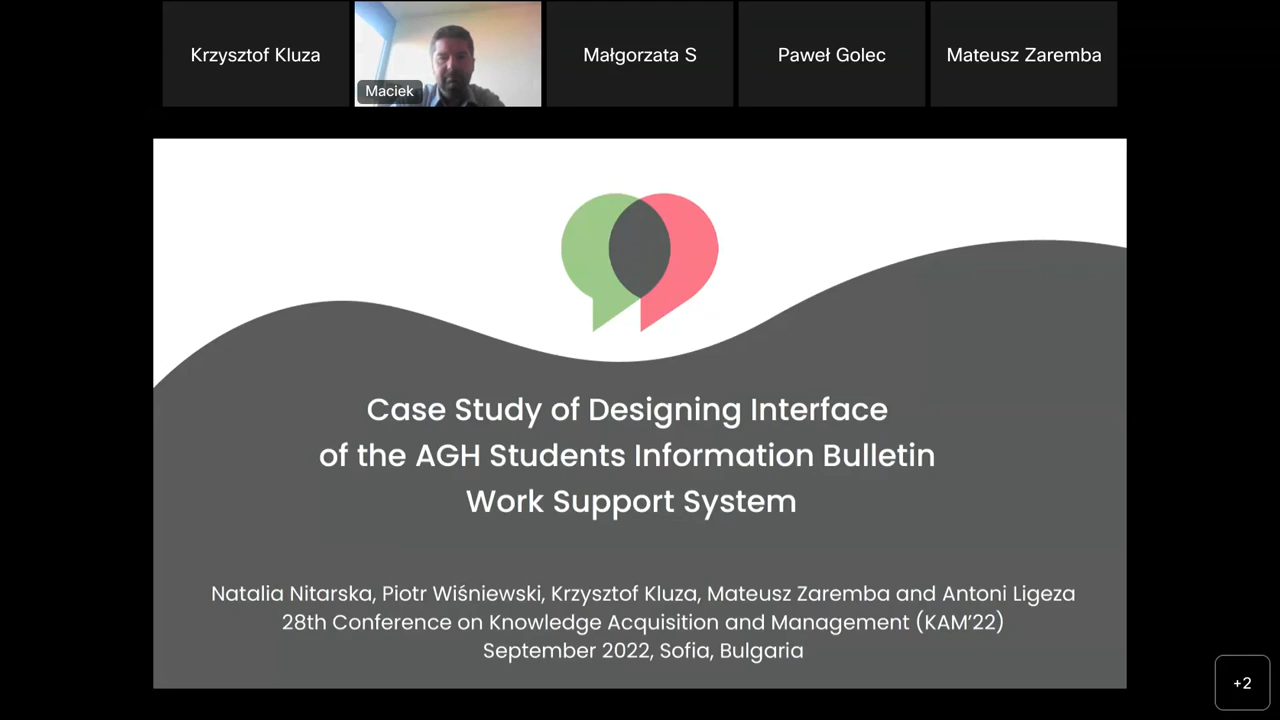 Krzysztof Kluza
Maciek
Małgorzata S
Paweł Golec
Mateusz Zaremba
Case Study of Designing Interface
of the AGH Students Information Bulletin
Work Support System
Natalia Nitarska, Piotr Wiśniewski, Krzysztof Kluza, Mateusz Zaremba and Antoni Ligeza
28th Conference on Knowledge Acquisition and Management (KAM’22)
September 2022, Sofia, Bulgaria
+2